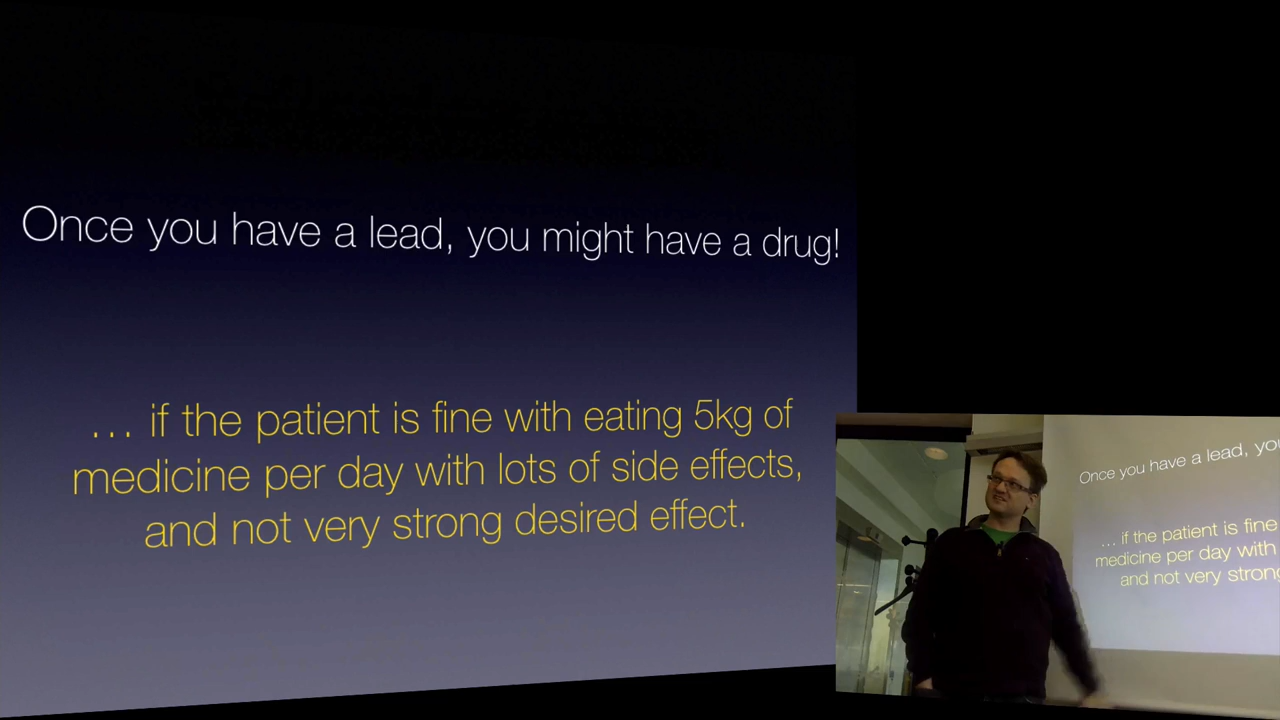 Once you have a lead, you might have a drug!
... if the patient is fine with eating 5kg of
medicine per day with lots of side effects,
and not very strong desired effect.
Once you have a lead, you
... if the patient is fine
medicine per day with
and not very strong